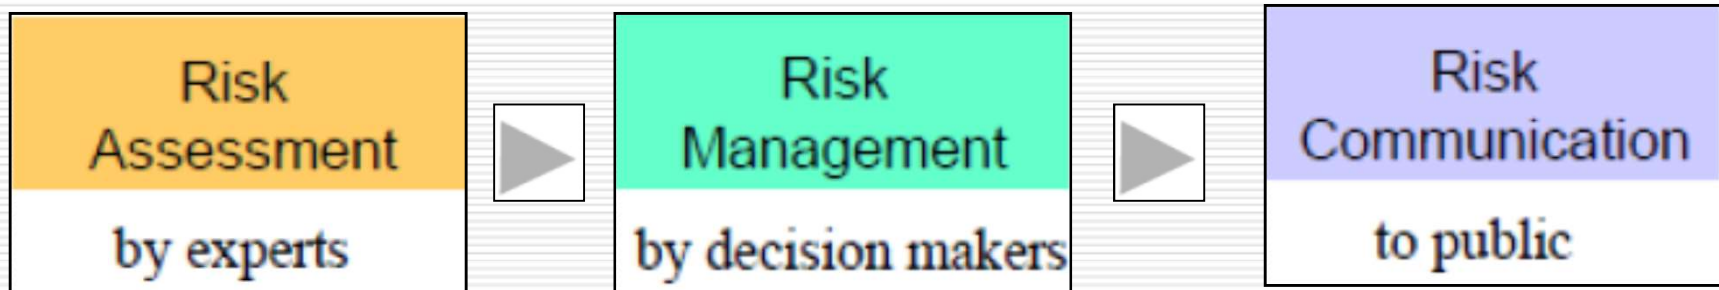 Risk
Assessment
by experts
Risk
Management
by decision makers
Risk
Communication
to public